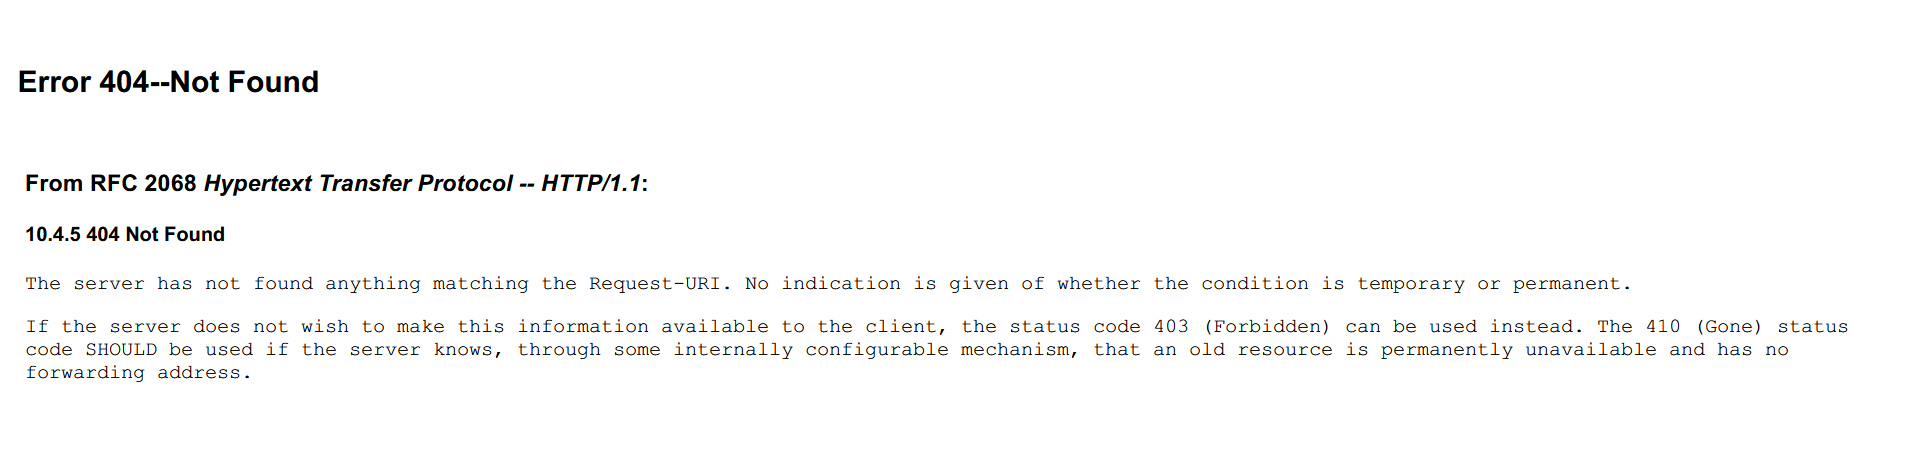 Error 404--Not Found
From RFC 2068 Hypertext Transfer Protocol -- HTTP/1.1:
10.4.5 404 Not Found
The server has not found anything matching the Request-URI. No indication is given of whether the condition is temporary or permanent.
If the server does not wish to make this information available to the client, the status code 403 (Forbidden) can be used instead. The 410 (Gone) status
code SHOULD be used if the server knows, through some internally configurable mechanism, that an old resource is permanently unavailable and has no
forwarding address.